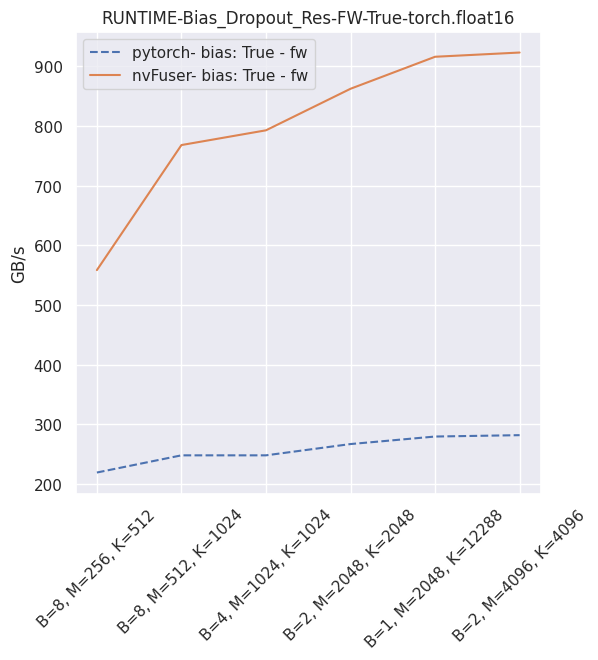 RUNTIME-Bias_Dropout_Res-FW-True-torch.float16
pytorch- bias: True - fw
nvFuser- bias: True - fw
GB/s
900
800
700
600
500
400
300
200
B=8, M=256, K=512
B=8, M=512, K=1024
B=4, M=1024, K=1024
B=2, M=2048, K=2048
B=1, M=2048, K=12288
B=2, M=4096, K=4096